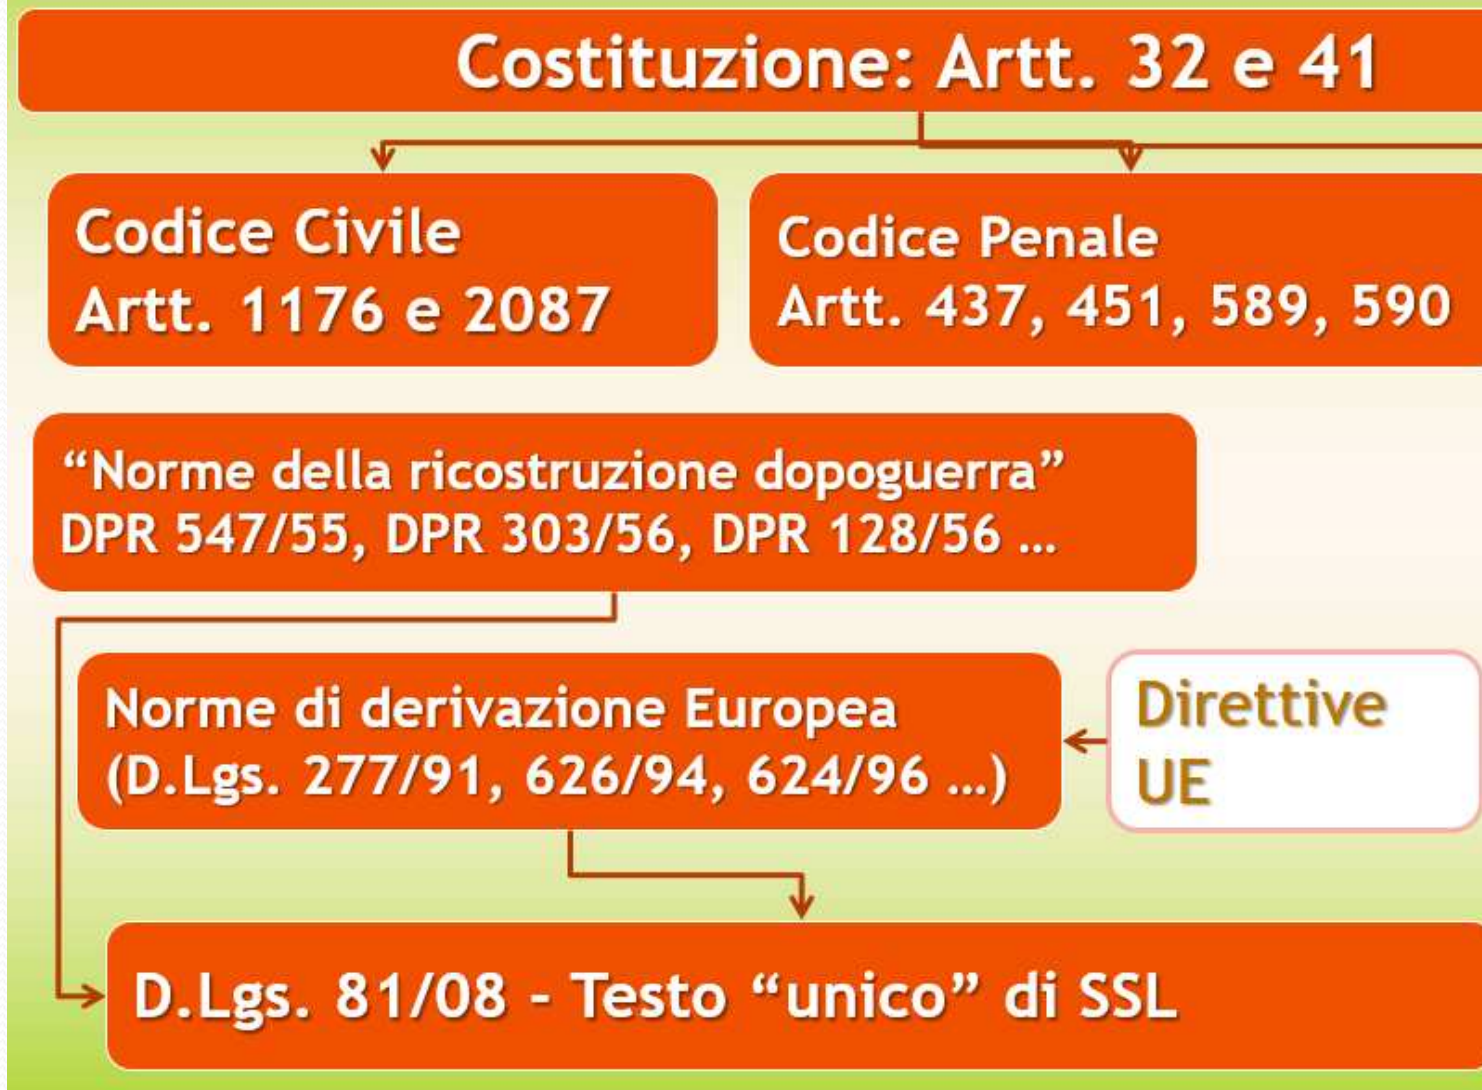 Costituzione: Artt. 32 e 41
Codice Civile
Artt. 1176 e 2087
Codice Penale
Artt. 437, 451, 589, 590
“Norme della ricostruzione dopoguerra”
DPR 547/55, DPR 303/56, DPR 128/56 …
Norme di derivazione Europea
(D.Lgs. 277/91, 626/94, 624/96 …)
Direttive
UE
D.Lgs. 81/08 - Testo “unico” di SSL